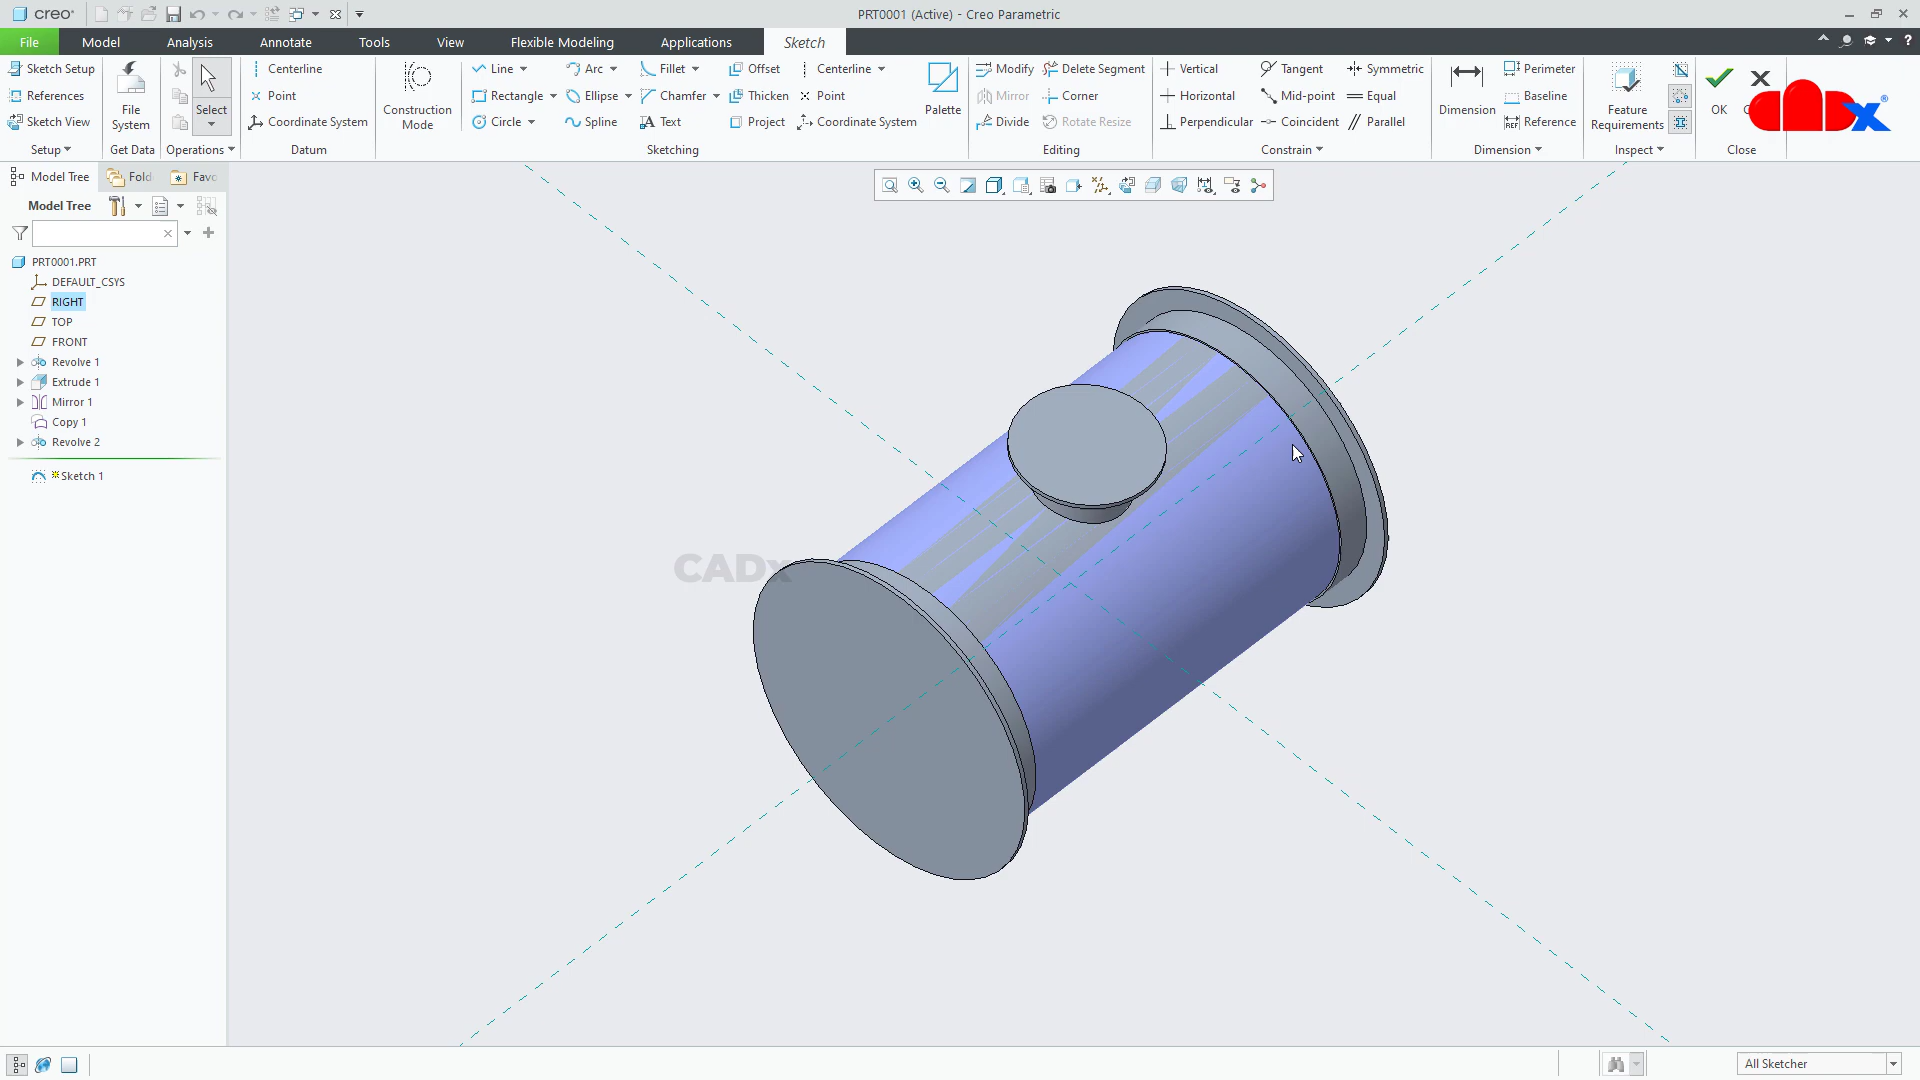 creo®
PRT0001 (Active) - Creo Parametric
File Model Analysis Annotate Tools View Flexible Modeling Applications Sketch
Sketch Setup
References
Sketch View
Setup
File System
Get Data
Select
Operations
Centerline
Point
Coordinate System
Datum
Construction Mode
Line Arc Fillet Offset Centerline
Rectangle Ellipse Chamfer Thicken Point
Circle Spline Text Project Coordinate System
Palette
Sketching
Modify Delete Segment
Mirror Corner
Divide Rotate Resize
Editing
Vertical Tangent Symmetric
Horizontal Mid-point Equal
Perpendicular Coincident Parallel
Constrain
Dimension
Perimeter
Baseline
REF Reference
Dimension
Feature Requirements
Inspect
OK
Close
CADx®
Model Tree Fold Favo
Model Tree
PRT0001.PRT
DEFAULT_CSYS
RIGHT
TOP
FRONT
Revolve 1
Extrude 1
Mirror 1
Copy 1
Revolve 2
Sketch 1
CADx
All Sketcher